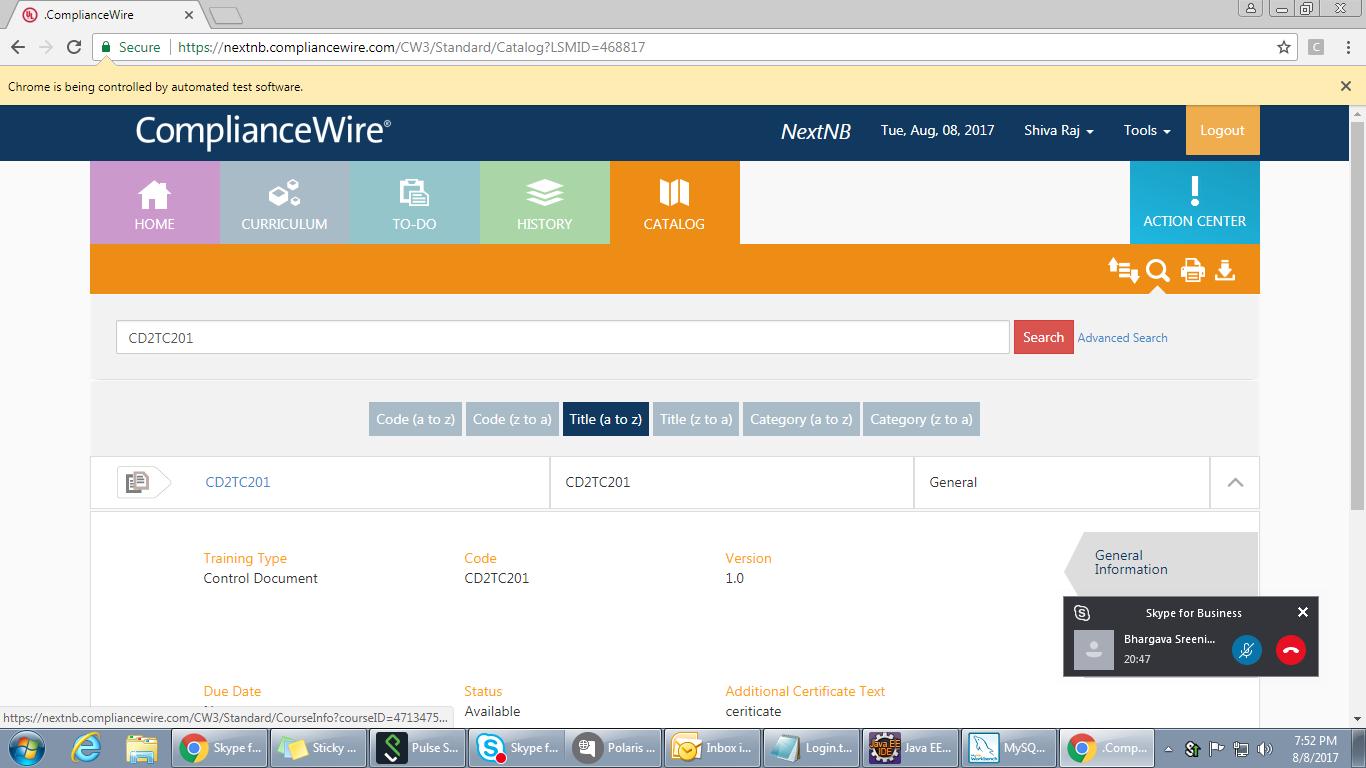 .ComplianceWire
Secure https://nextnb.compliancewire.com/CW3/Standard/Catalog?LSMID=468817
Chrome is being controlled by automated test software.
ComplianceWire®
NextNB Tue, Aug, 08, 2017 Shiva Raj Tools Logout
HOME CURRICULUM TO-DO HISTORY CATALOG ACTION CENTER
CD2TC201 Search Advanced Search
Code (a to z) Code (z to a) Title (a to z) Title (z to a) Category (a to z) Category (z to a)
CD2TC201 CD2TC201 General
Training Type Code Version
Control Document CD2TC201 1.0
General
Information
Skype for Business
Bhargava Sreeni...
20:47
Due Date Status Additional Certificate Text
Available ceriticate
https://nextnb.compliancewire.com/CW3/Standard/CourseInfo?courseID=4713475...
Skype f... Sticky ... Pulse S... Skype f... Polaris ... Inbox i... Login.t... Java EE... MySQ... .Comp...
7:52 PM
8/8/2017